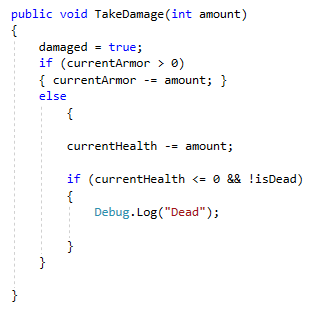 public void TakeDamage(int amount)
{
damaged = true;
if (currentArmor > 0)
{ currentArmor -= amount; }
else
{
currentHealth -= amount;
if (currentHealth <= 0 && !isDead)
{
Debug.Log("Dead");
}
}
}